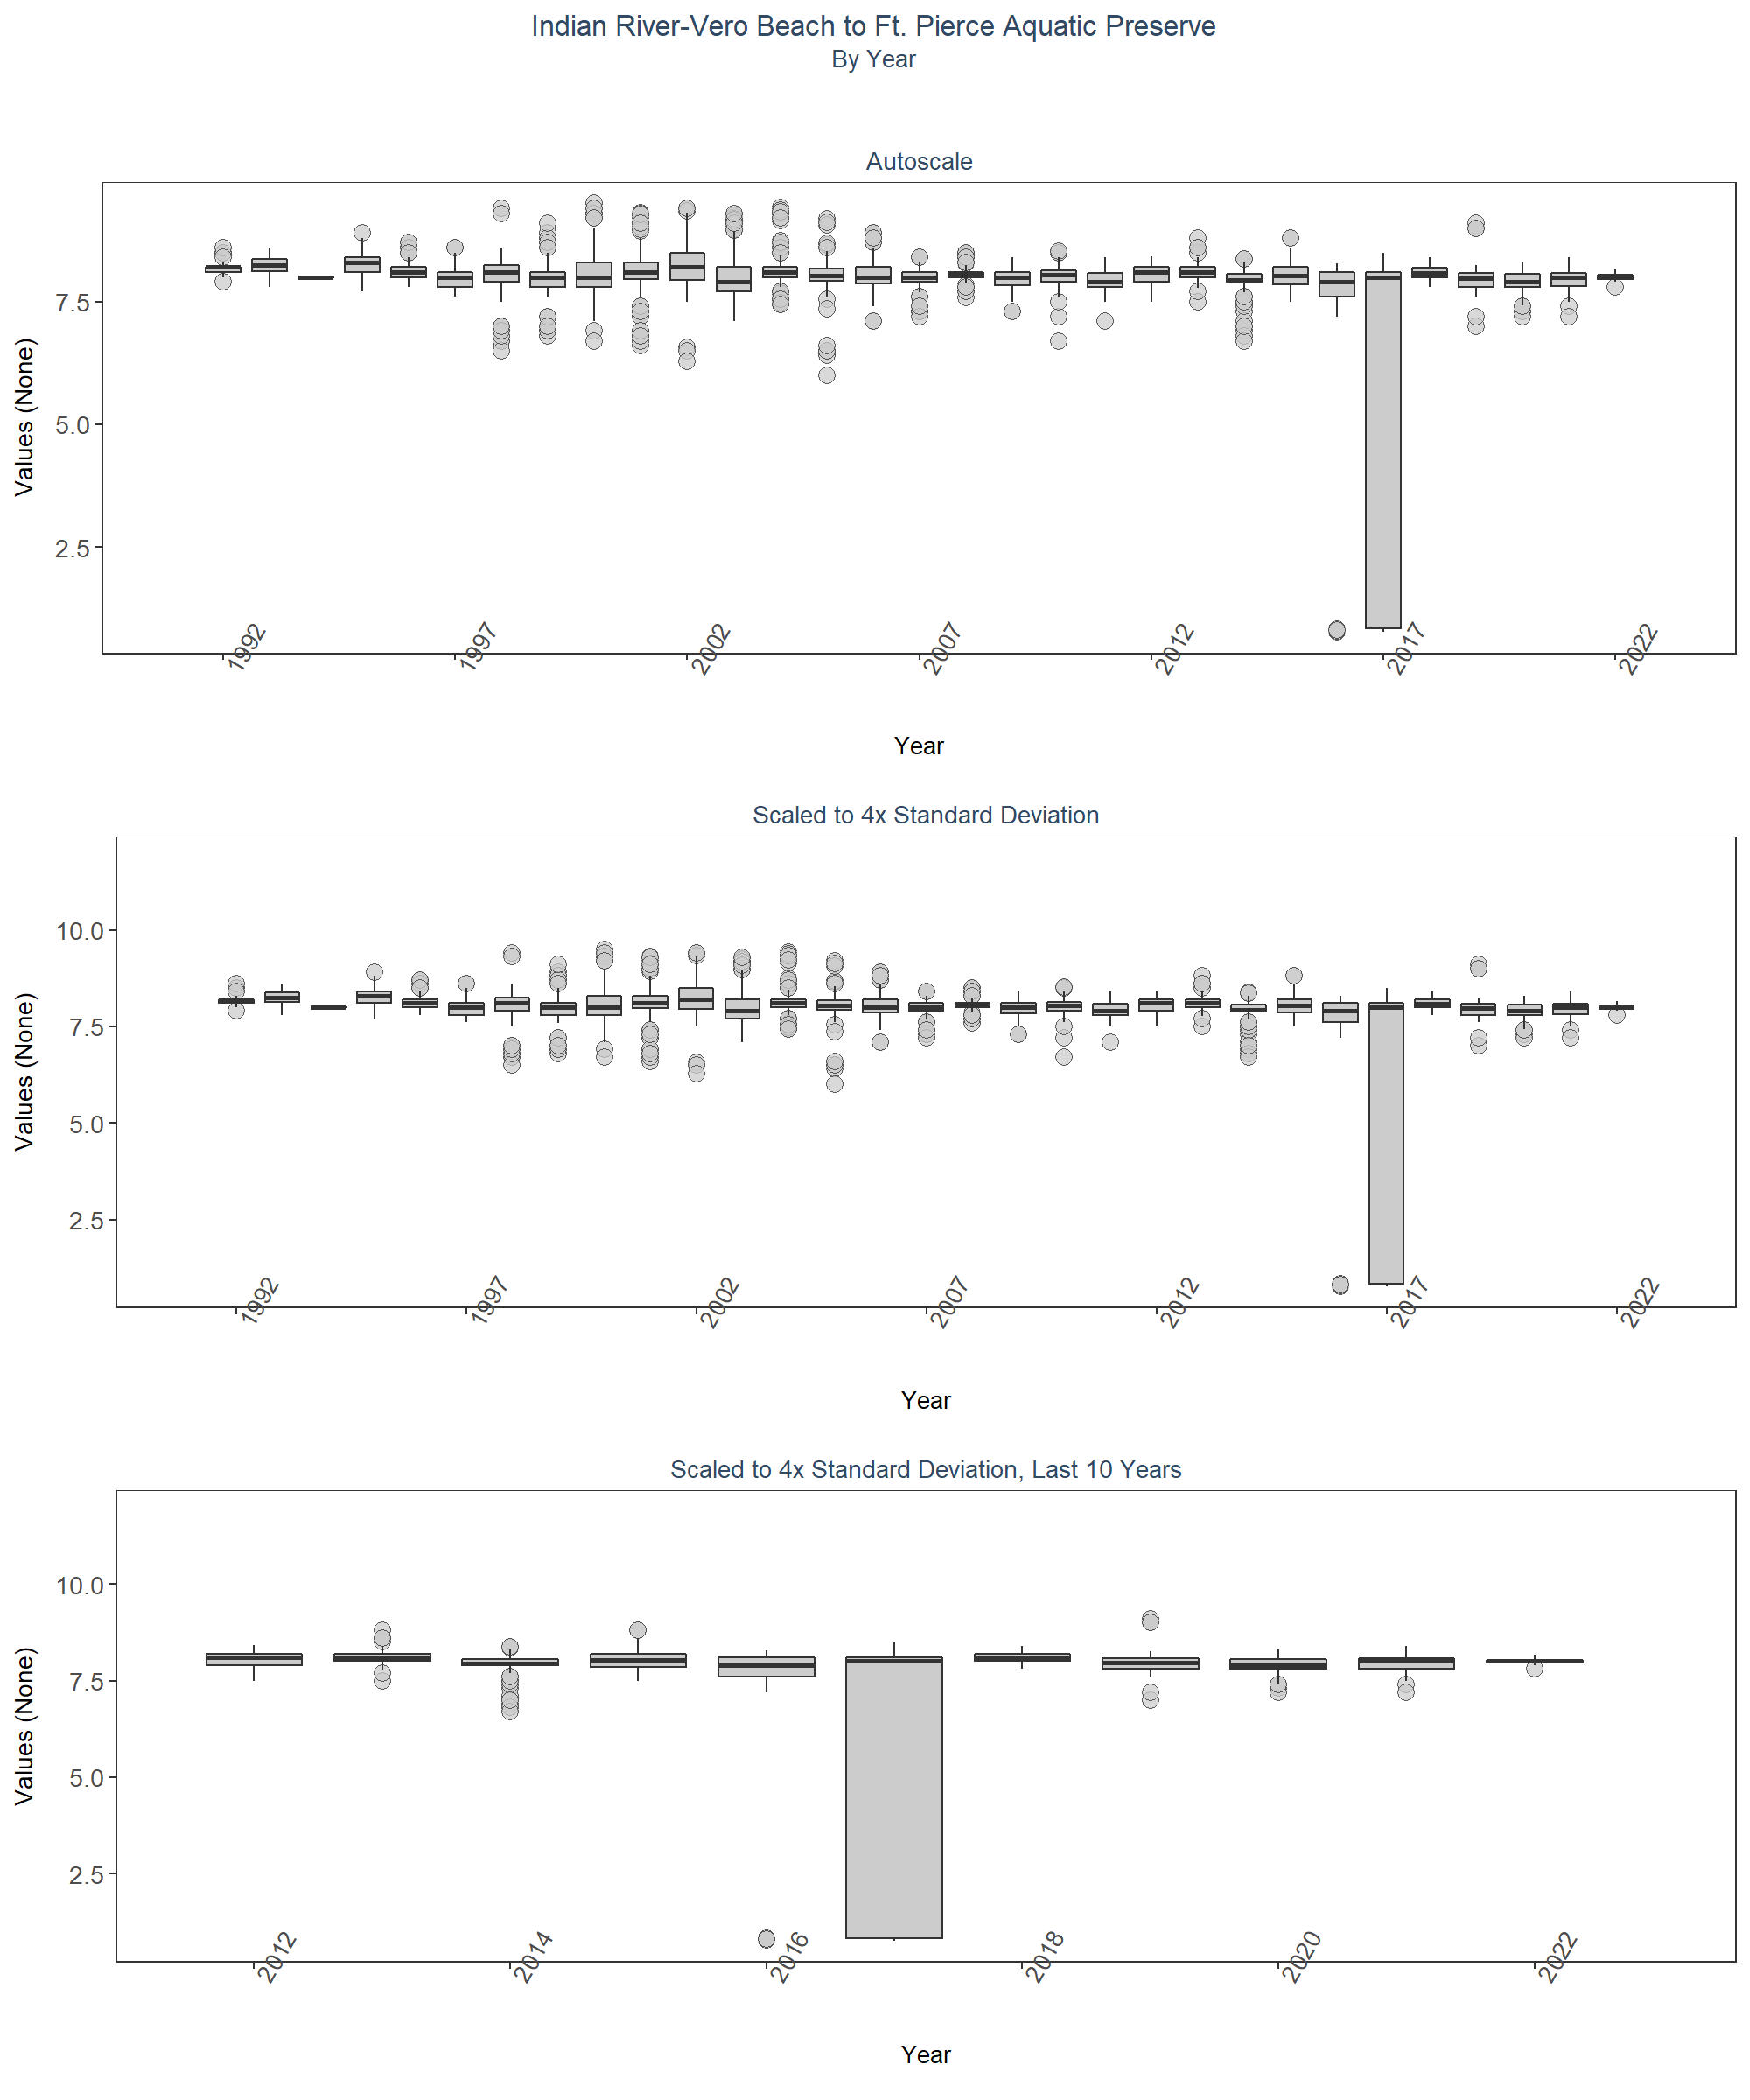 Indian River-Vero Beach to Ft. Pierce Aquatic Preserve
By Year
Autoscale
Values (None)
7.5
5.0
2.5
1992 1997 2002 2007 2012 2017 2022
Year
Scaled to 4x Standard Deviation
Values (None)
10.0
7.5
5.0
2.5
1992 1997 2002 2007 2012 2017 2022
Year
Scaled to 4x Standard Deviation, Last 10 Years
Values (None)
10.0
7.5
5.0
2.5
2012 2014 2016 2018 2020 2022
Year